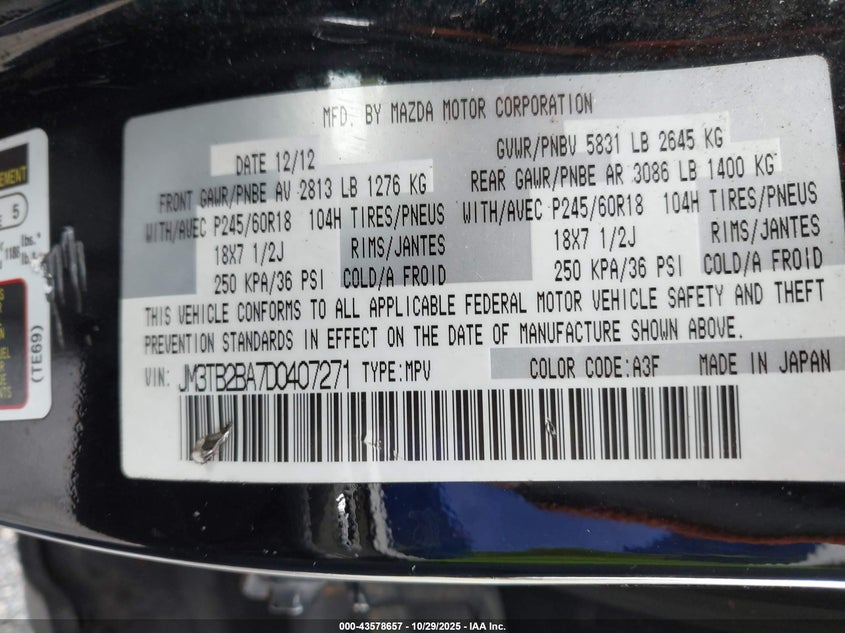 MFD. BY MAZDA MOTOR CORPORATION
DATE 12/12
GVWR/PNBV 5831 LB 2645 KG
FRONT GAWR/PNBE AV 2813 LB 1276 KG
REAR GAWR/PNBE AR 3086 LB 1400 KG
WITH/AVEC P245/60R18 104H TIRES/PNEUS
WITH/AVEC P245/60R18 104H TIRES/PNEUS
18X7 1/2J RIMS/JANTES
18X7 1/2J RIMS/JANTES
250 KPA/36 PSI COLD/A FROID
250 KPA/36 PSI COLD/A FROID
THIS VEHICLE CONFORMS TO ALL APPLICABLE FEDERAL MOTOR VEHICLE SAFETY AND THEFT
PREVENTION STANDARDS IN EFFECT ON THE DATE OF MANUFACTURE SHOWN ABOVE.
VIN: JM3TB2BA7D0407271 TYPE:MPV COLOR CODE:A3F MADE IN JAPAN
5
(TE69)
000-43578657 - 10/29/2025 - IAA Inc.